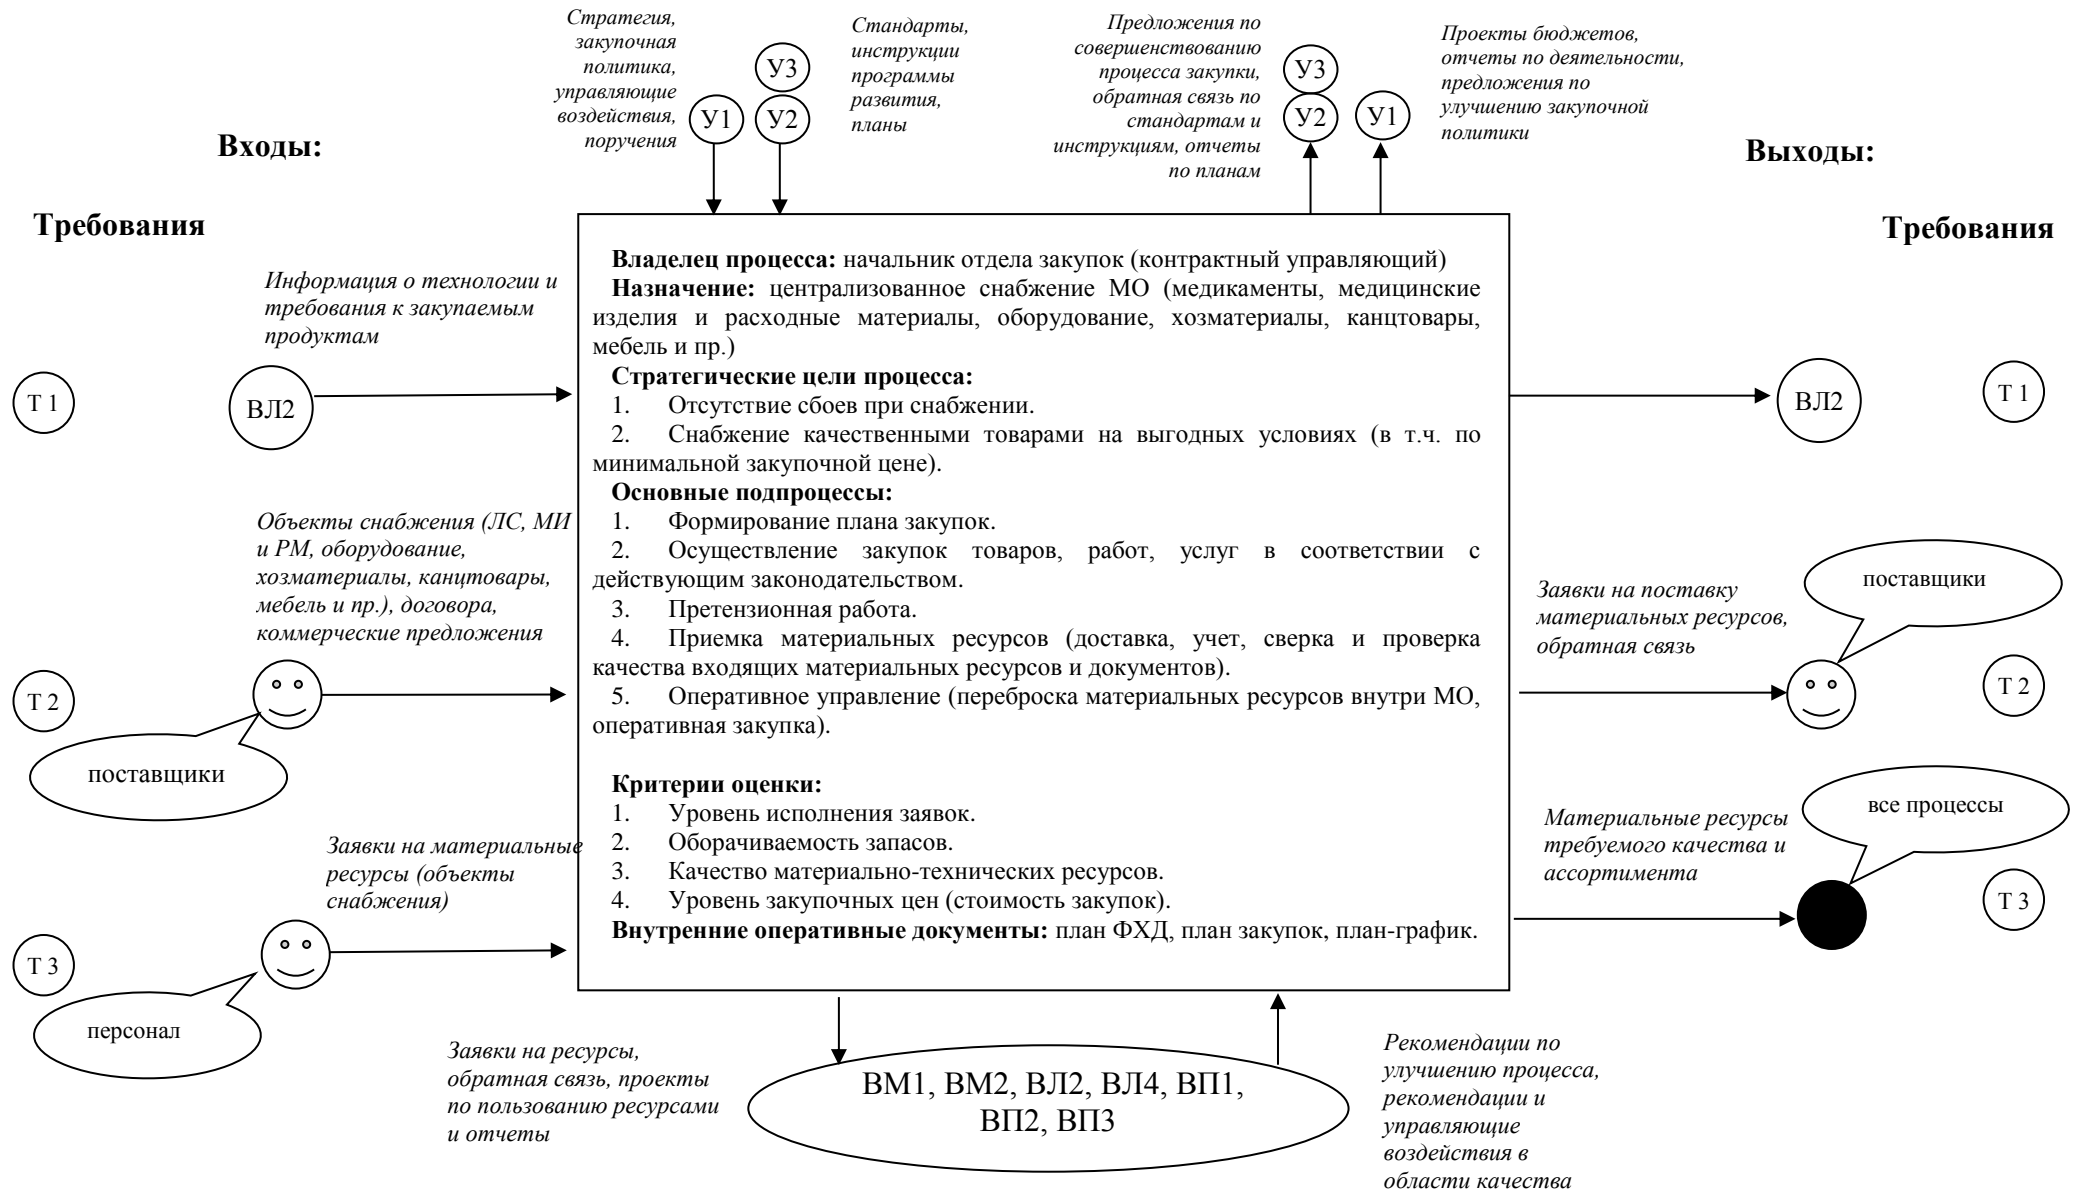 Стратегия,
закупочная
политика,
управляющие
воздействия,
поручения
У1
У3
У2
Стандарты,
инструкции
программы
развития,
планы
Предложения по
совершенствованию
процесса закупки,
обратная связь по
стандартам и
инструкциям, отчеты
по планам
У3
У2
У1
Проекты бюджетов,
отчеты по деятельности,
предложения по
улучшению закупочной
политики
Входы:
Выходы:
Требования
Требования
Информация о технологии и
требования к закупаемым
продуктам
Т 1
ВЛ2
Объекты снабжения (ЛС, МИ
и РМ, оборудование,
хозматериалы, канцтовары,
мебель и пр.), договора,
коммерческие предложения
Т 2
поставщики
Заявки на материальные
ресурсы (объекты
снабжения)
Т 3
персонал
Владелец процесса: начальник отдела закупок (контрактный управляющий)
Назначение: централизованное снабжение МО (медикаменты, медицинские
изделия и расходные материалы, оборудование, хозматериалы, канцтовары,
мебель и пр.)
Стратегические цели процесса:
1. Отсутствие сбоев при снабжении.
2. Снабжение качественными товарами на выгодных условиях (в т.ч. по
минимальной закупочной цене).
Основные подпроцессы:
1. Формирование плана закупок.
2. Осуществление закупок товаров, работ, услуг в соответствии с
действующим законодательством.
3. Претензионная работа.
4. Приемка материальных ресурсов (доставка, учет, сверка и проверка
качества входящих материальных ресурсов и документов).
5. Оперативное управление (переброска материальных ресурсов внутри МО,
оперативная закупка).
Критерии оценки:
1. Уровень исполнения заявок.
2. Оборачиваемость запасов.
3. Качество материально-технических ресурсов.
4. Уровень закупочных цен (стоимость закупок).
Внутренние оперативные документы: план ФХД, план закупок, план-график.
ВЛ2
Т 1
поставщики
Заявки на поставку
материальных ресурсов,
обратная связь
Т 2
все процессы
Материальные ресурсы
требуемого качества и
ассортимента
Т 3
Заявки на ресурсы,
обратная связь, проекты
по пользованию ресурсами
и отчеты
ВМ1, ВМ2, ВЛ2, ВЛ4, ВП1,
ВП2, ВП3
Рекомендации по
улучшению процесса,
рекомендации и
управляющие
воздействия в
области качества